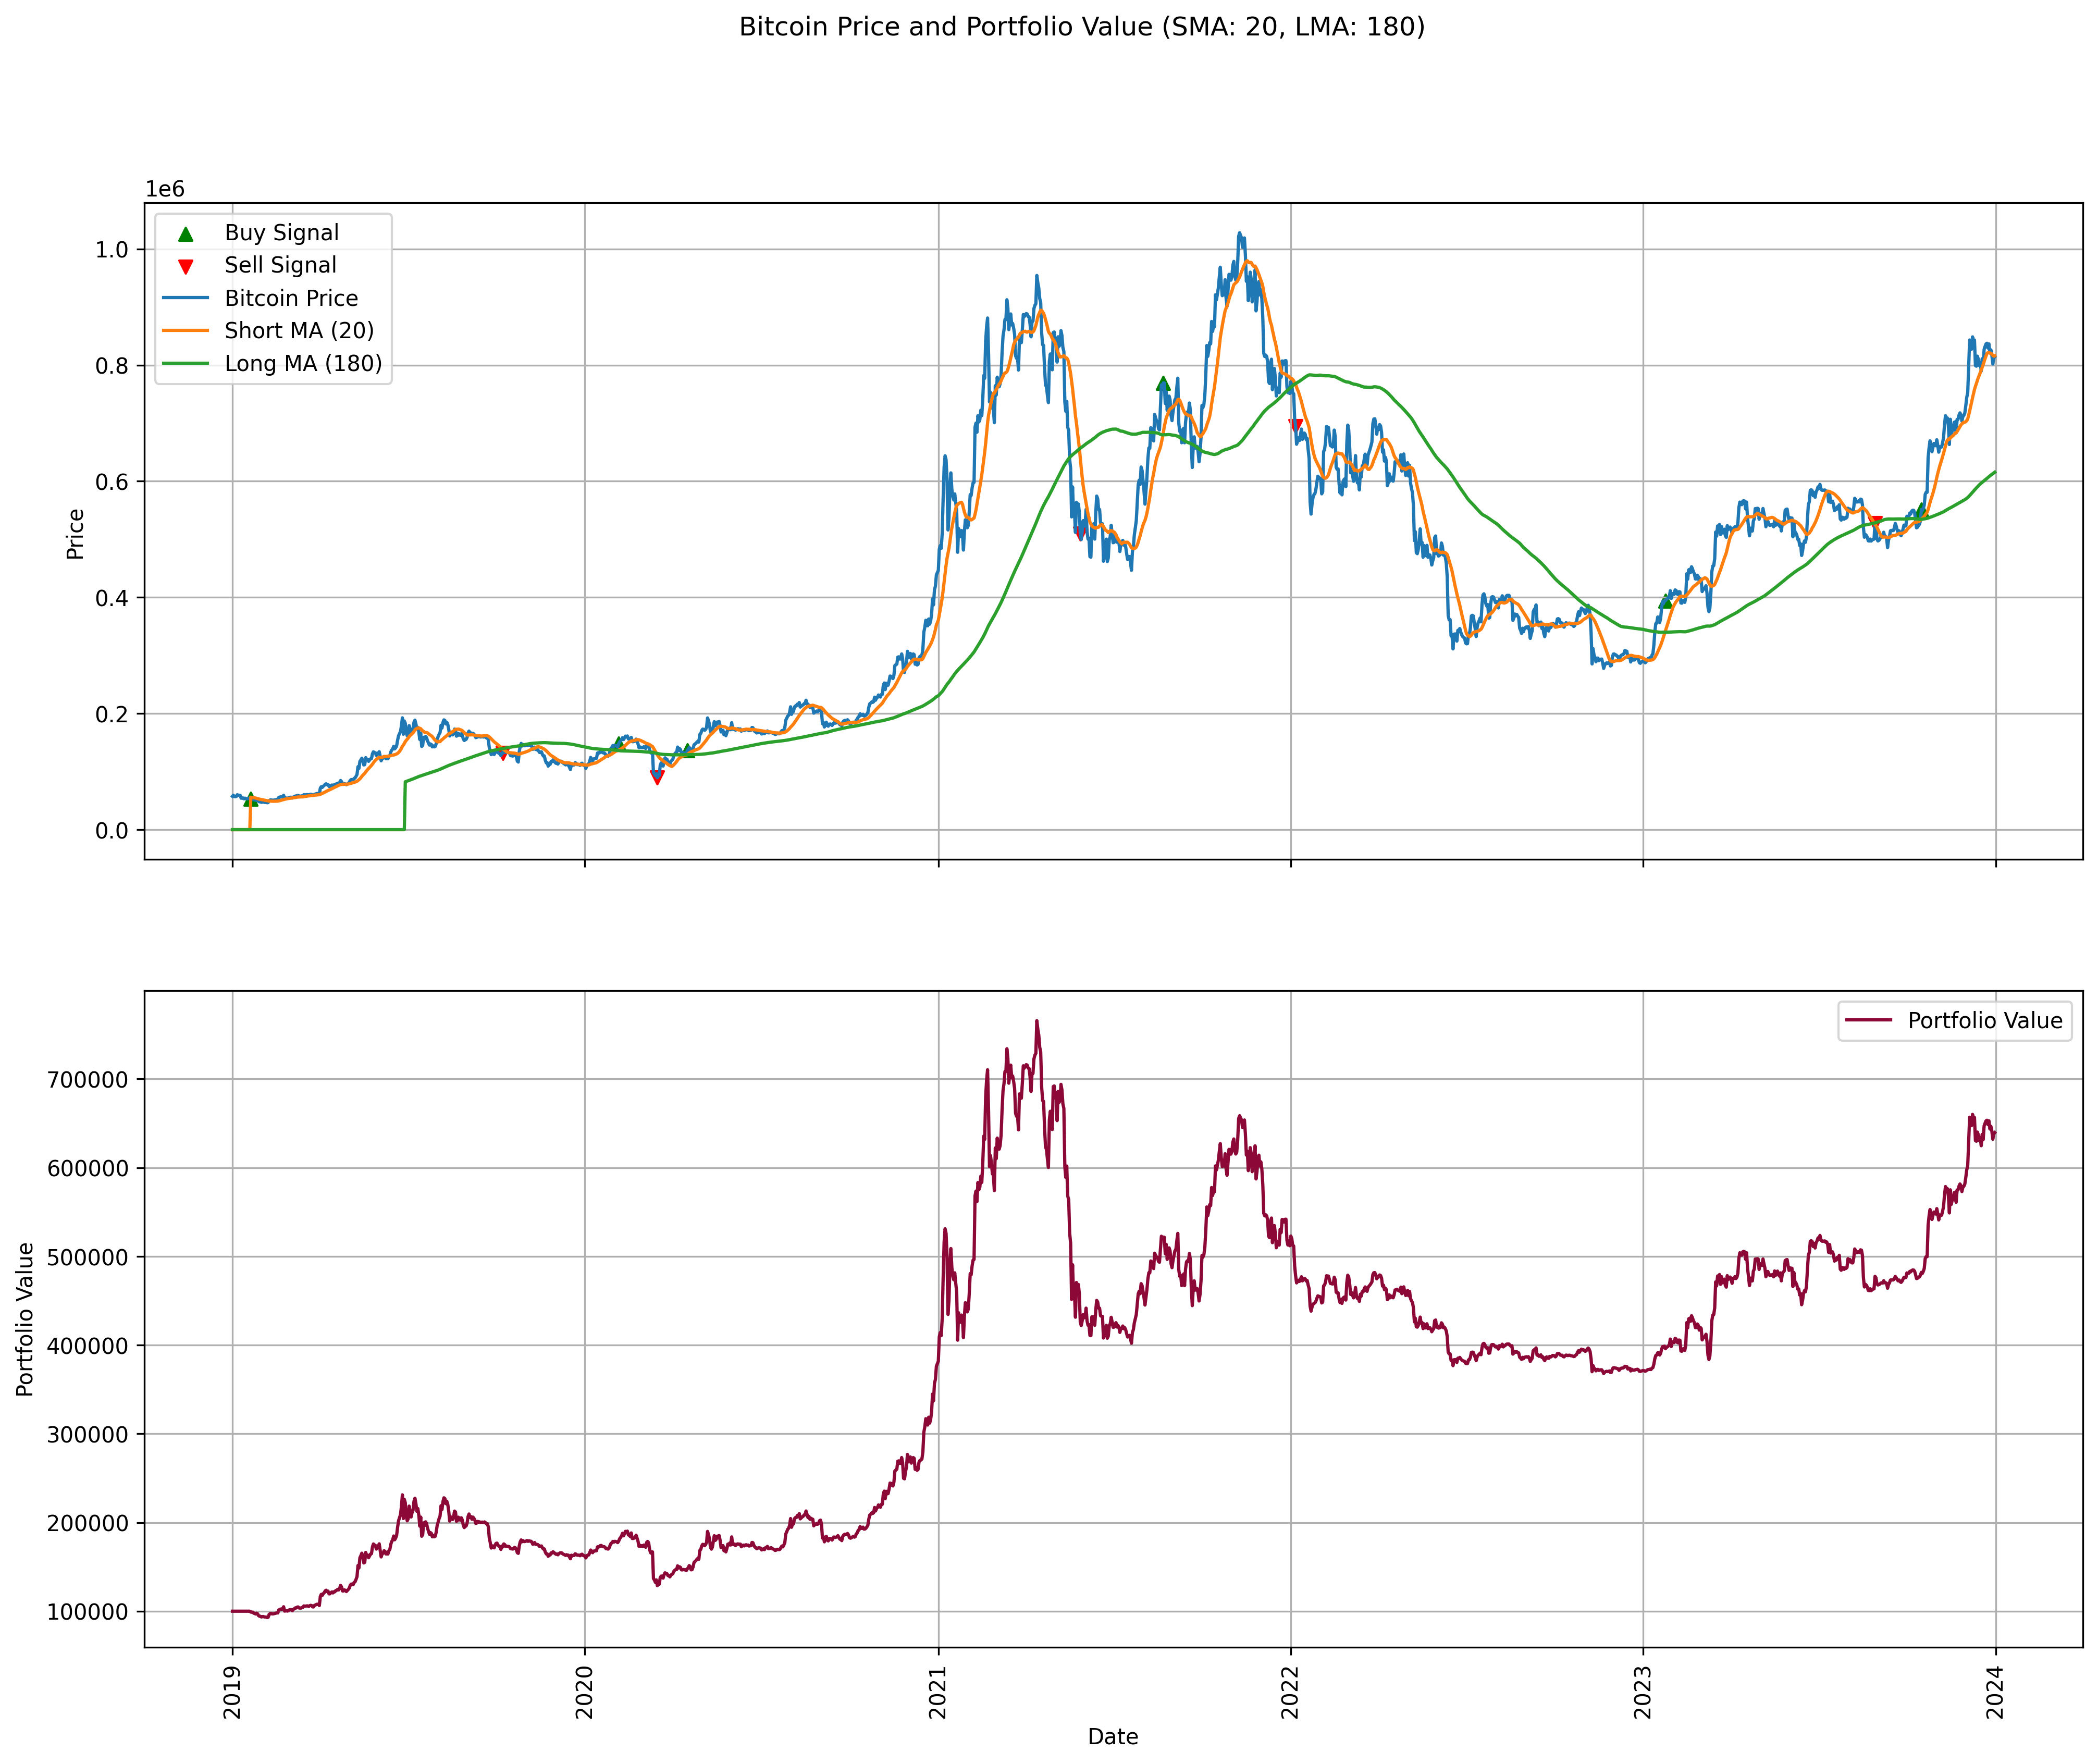 Bitcoin Price and Portfolio Value (SMA: 20, LMA: 180)
1e6
Buy Signal
Sell Signal
Bitcoin Price
Short MA (20)
Long MA (180)
1.0
0.8
0.6
0.4
0.2
0.0
Price
Portfolio Value
700000
600000
500000
400000
300000
200000
100000
Portfolio Value
2019
2020
2021
2022
2023
2024
Date